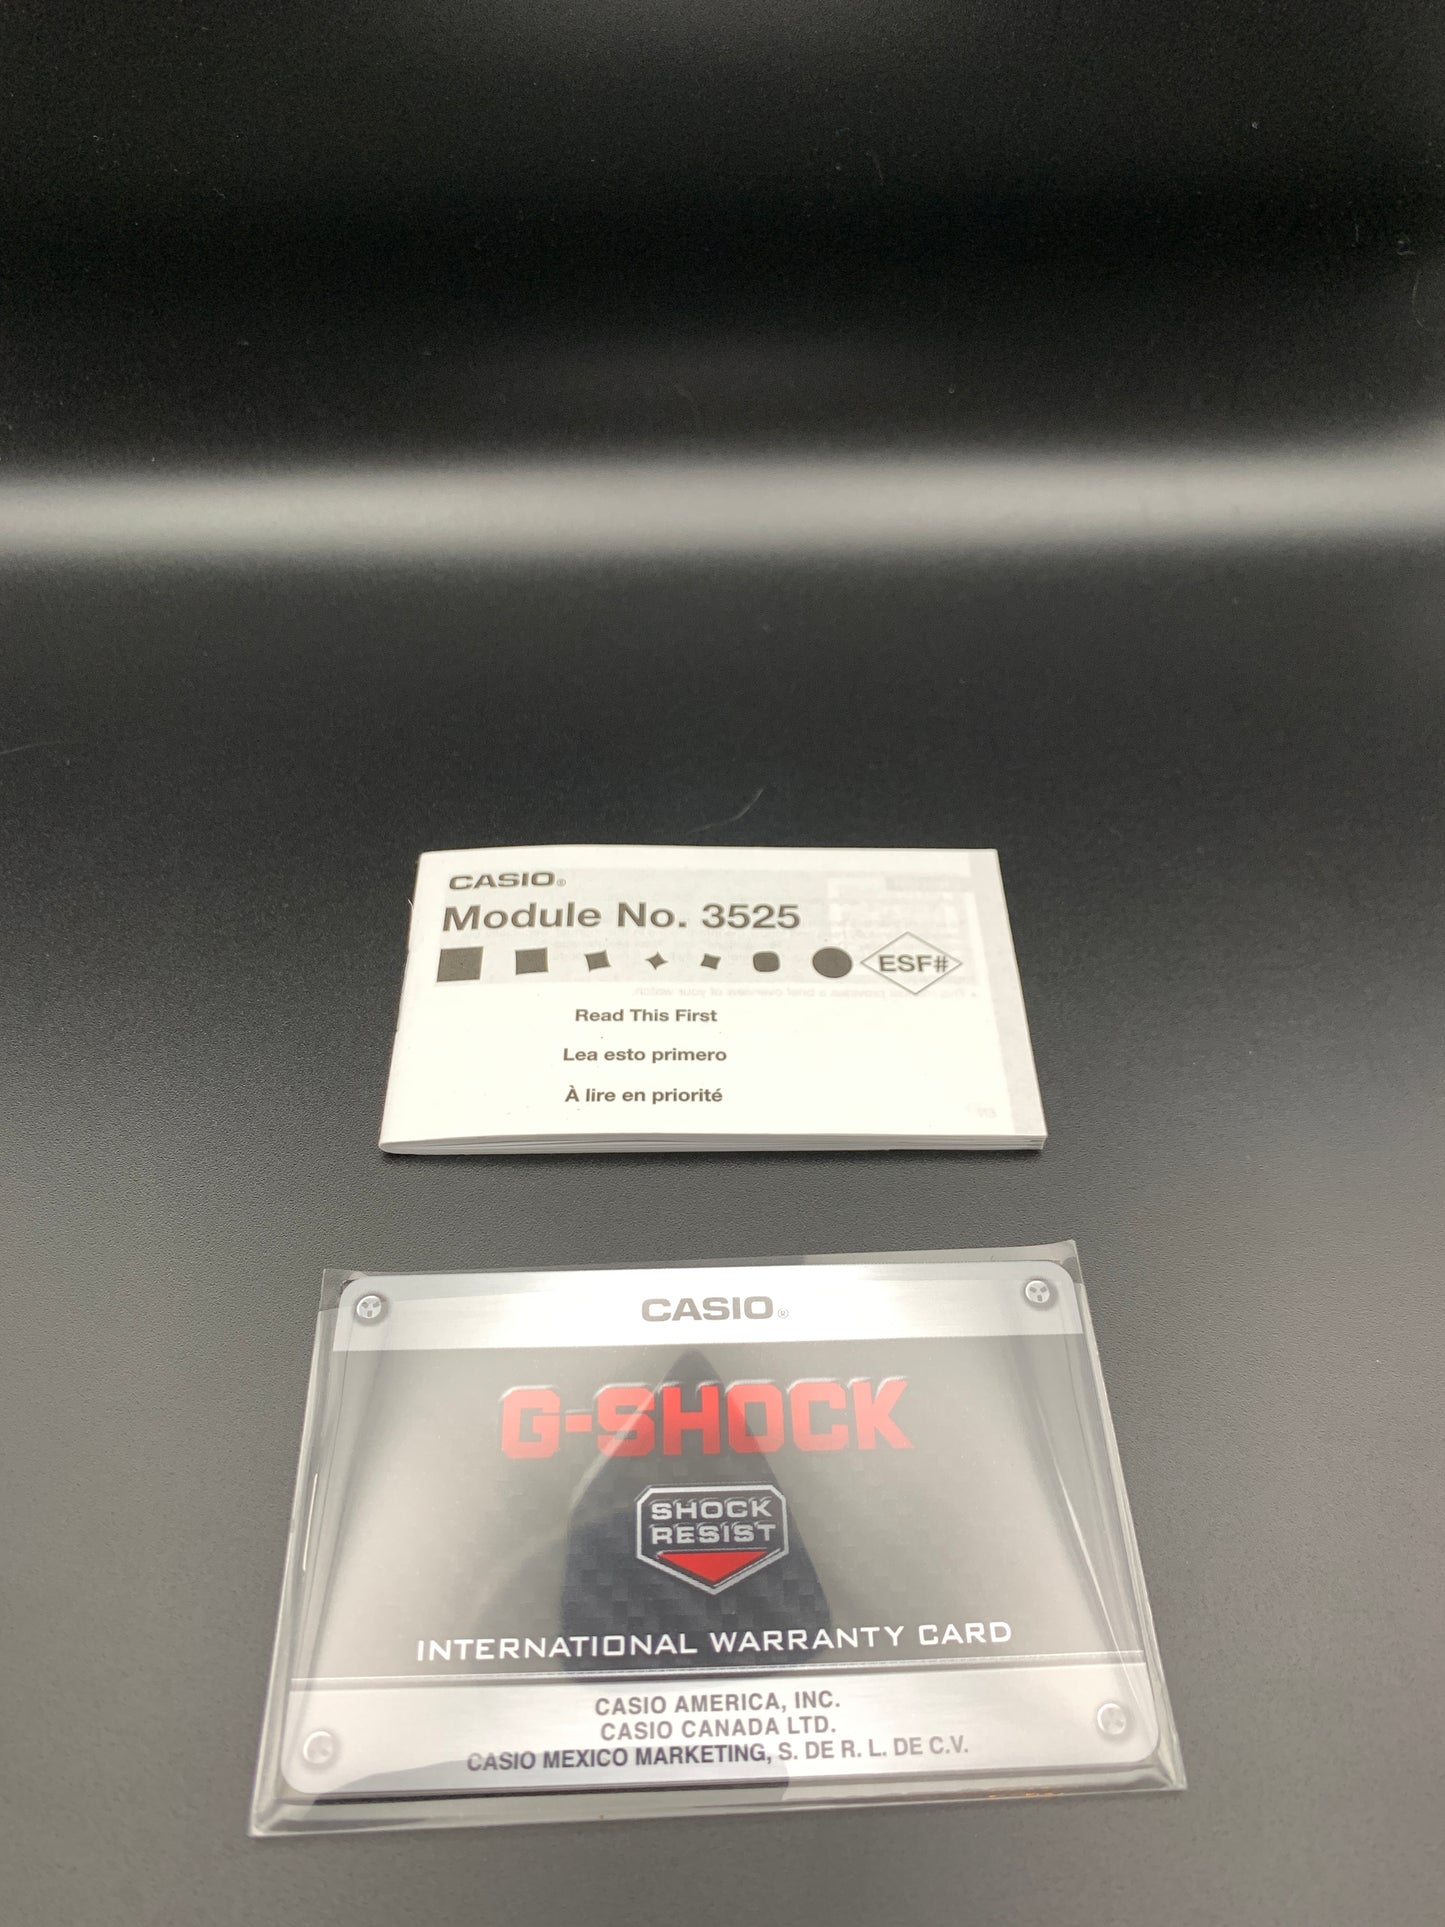 CASIO®
Module No. 3525
ESF#
Read This First
Lea esto primero
À lire en priorité
CASIO®
G-SHOCK
SHOCK
RESIST
INTERNATIONAL WARRANTY CARD
CASIO AMERICA, INC.
CASIO CANADA LTD.
CASIO MEXICO MARKETING, S. DE R. L. DE C.V.